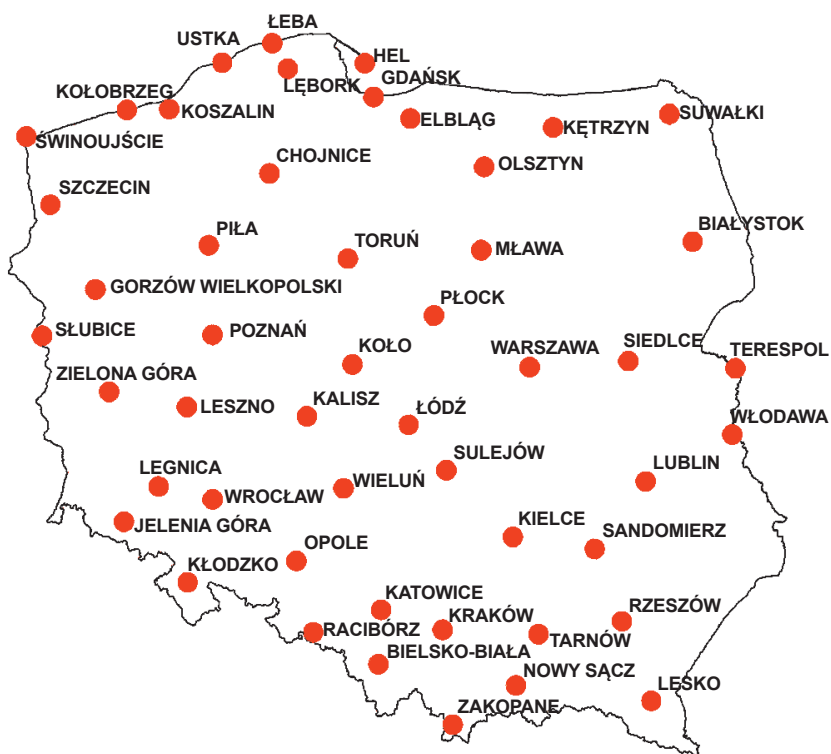 ŁEBA
USTKA
HEL
LĘBORK
GDAŃSK
KOŁOBRZEG
KOSZALIN
ELBLĄG
KĘTRZYN
SUWAŁKI
ŚWINOUJŚCIE
CHOJNICE
OLSZTYN
SZCZECIN
PIŁA
TORUŃ
MŁAWA
BIAŁYSTOK
GORZÓW WIELKOPOLSKI
PŁOCK
SŁUBICE
POZNAŃ
KOŁO
WARSZAWA
SIEDLCE
TERESPOL
ZIELONA GÓRA
LESZNO
KALISZ
ŁÓDŹ
WŁODAWA
LEGNICA
WROCŁAW
WIELUŃ
SULEJÓW
LUBLIN
JELENIA GÓRA
KIELCE
SANDOMIERZ
KŁODZKO
OPOLE
KATOWICE
KRAKÓW
RZESZÓW
RACIBÓRZ
TARNÓW
BIELSKO-BIAŁA
NOWY SĄCZ
LESKO
ZAKOPANE